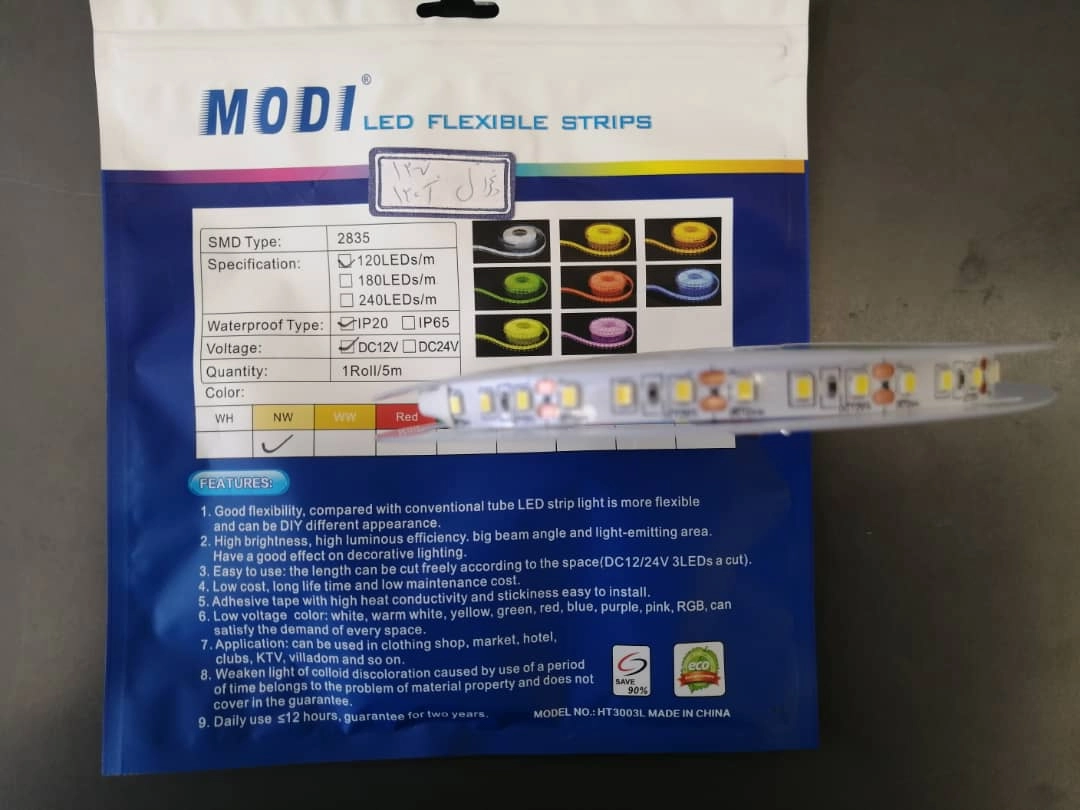 MODI®
LED FLEXIBLE STRIPS
SMD Type: 2835
Specification: 120LEDs/m
180LEDs/m
240LEDs/m
Waterproof Type: IP20 IP65
Voltage: DC12V DC24V
Quantity: 1Roll/5m
Color:
WH NW WW Red
FEATURES:
1. Good flexibility, compared with conventional tube LED strip light is more flexible
and can be DIY different appearance.
2. High brightness, high luminous efficiency. big beam angle and light-emitting area.
Have a good effect on decorative lighting.
3. Easy to use: the length can be cut freely according to the space(DC12/24V 3LEDs a cut).
4. Low cost, long life time and low maintenance cost.
5. Adhesive tape with high heat conductivity and stickiness easy to install.
6. Low voltage color: white, warm white, yellow, green, red, blue, purple, pink, RGB, can
satisfy the demand of every space.
7. Application: can be used in clothing shop, market, hotel,
clubs, KTV, villadom and so on.
8. Weaken light of colloid discoloration caused by use of a period
of time belongs to the problem of material property and does not
cover in the guarantee.
9. Daily use ≤12 hours, guarantee for two years.
SAVE
90%
eco
MODEL NO.: HT3003L MADE IN CHINA